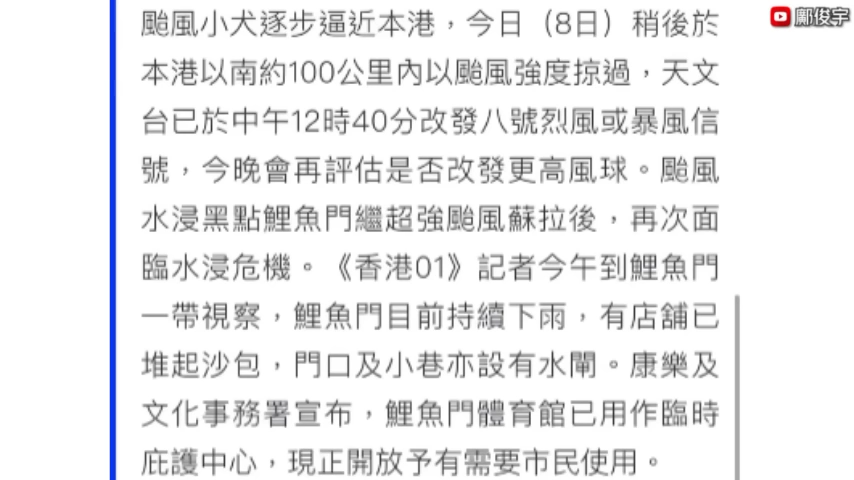 鄺俊宇
颱風小犬逐步逼近本港，今日（8日）稍後於
本港以南約100公里內以颱風強度掠過，天文
台已於中午12時40分改發八號烈風或暴風信
號，今晚會再評估是否改發更高風球。颱風
水浸黑點鯉魚門繼超強颱風蘇拉後，再次面
臨水浸危機。《香港01》記者今午到鯉魚門
一帶視察，鯉魚門目前持續下雨，有店舖已
堆起沙包，門口及小巷亦設有水閘。康樂及
文化事務署宣布，鯉魚門體育館已用作臨時
庇護中心，現正開放予有需要市民使用。